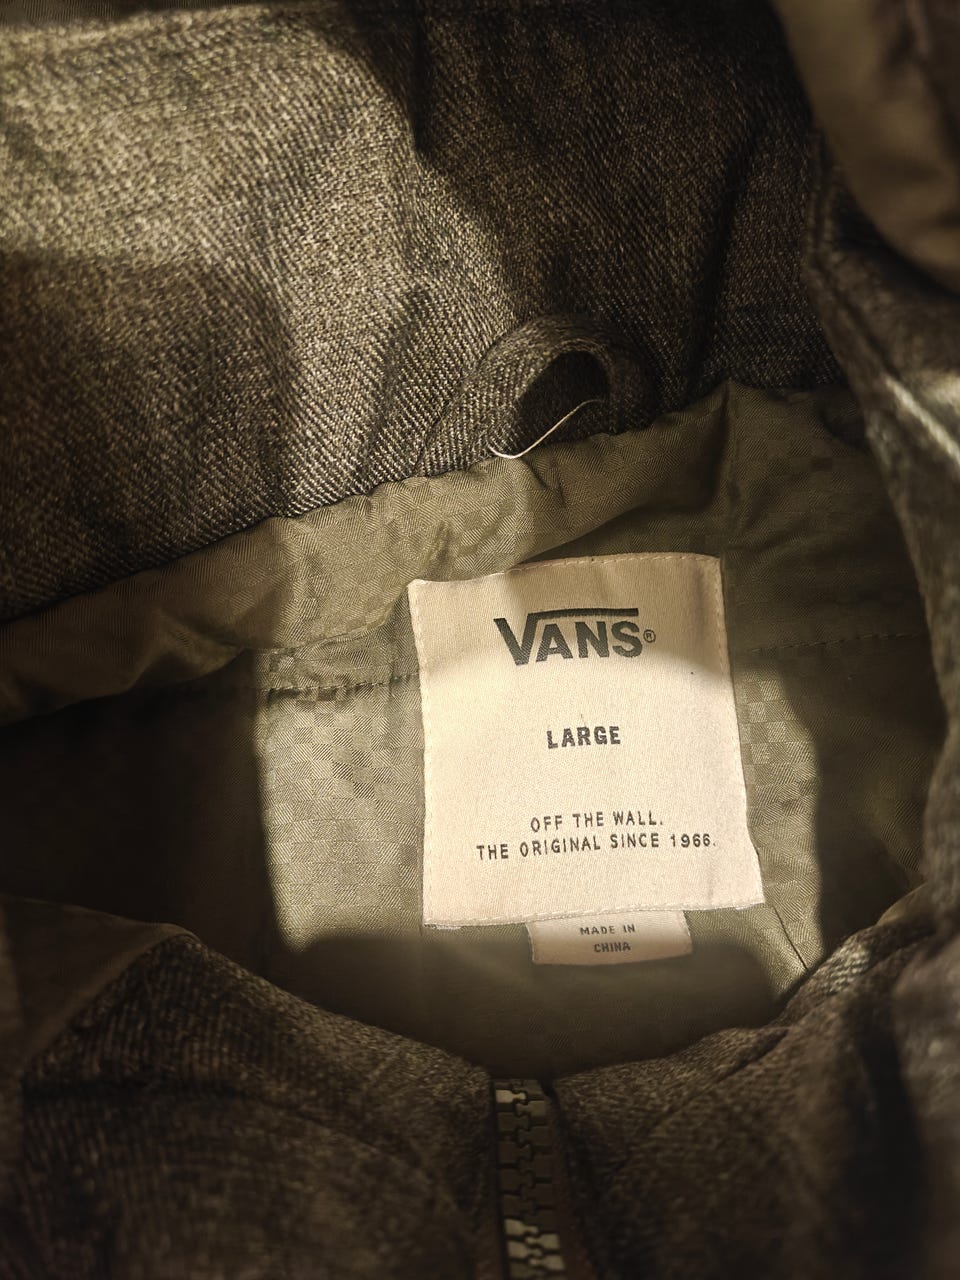 VANS®
LARGE
OFF THE WALL.
THE ORIGINAL SINCE 1966.
MADE IN
CHINA